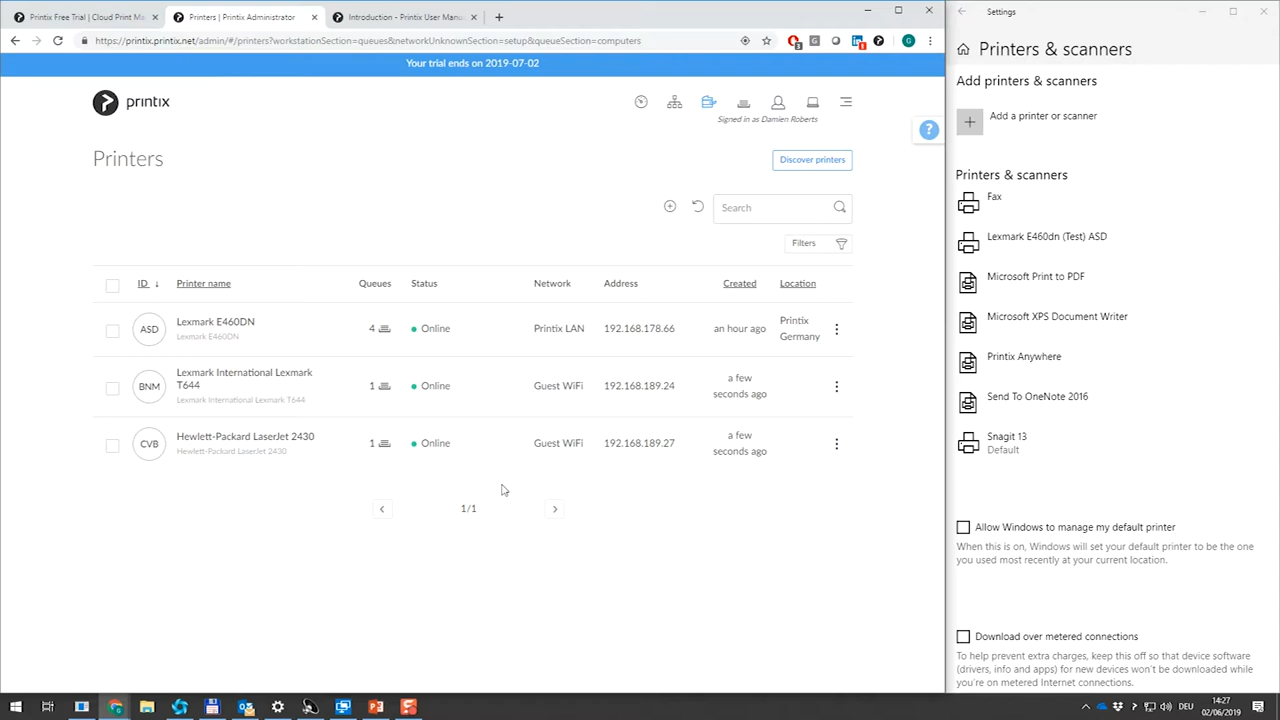 Printix Free Trial | Cloud Print Ma
Printers | Printix Administrator
Introduction - Printix User Manu
https://printix.printix.net/admin/#/printers?workstationSection=queues&networkUnknownSection=setup&queueSection=computers
Your trial ends on 2019-07-02
printix
Signed in as Damien Roberts
?
Printers
Discover printers
Search
Filters
ID ↓ Printer name Queues Status Network Address Created Location
ASD Lexmark E460DN 4 Online Printix LAN 192.168.178.66 an hour ago Printix Germany
Lexmark E460DN
BNM Lexmark International Lexmark T644 1 Online Guest WiFi 192.168.189.24 a few seconds ago
Lexmark International Lexmark T644
CVB Hewlett-Packard LaserJet 2430 1 Online Guest WiFi 192.168.189.27 a few seconds ago
Hewlett-Packard LaserJet 2430
1/1
Settings
Printers & scanners
Add printers & scanners
Add a printer or scanner
Printers & scanners
Fax
Lexmark E460dn (Test) ASD
Microsoft Print to PDF
Microsoft XPS Document Writer
Printix Anywhere
Send To OneNote 2016
Snagit 13
Default
Allow Windows to manage my default printer
When this is on, Windows will set your default printer to be the one
you used most recently at your current location.
Download over metered connections
To help prevent extra charges, keep this off so that device software
(drivers, info and apps) for new devices won't be downloaded while
you're on metered Internet connections.
DEU
14:27
02/06/2019